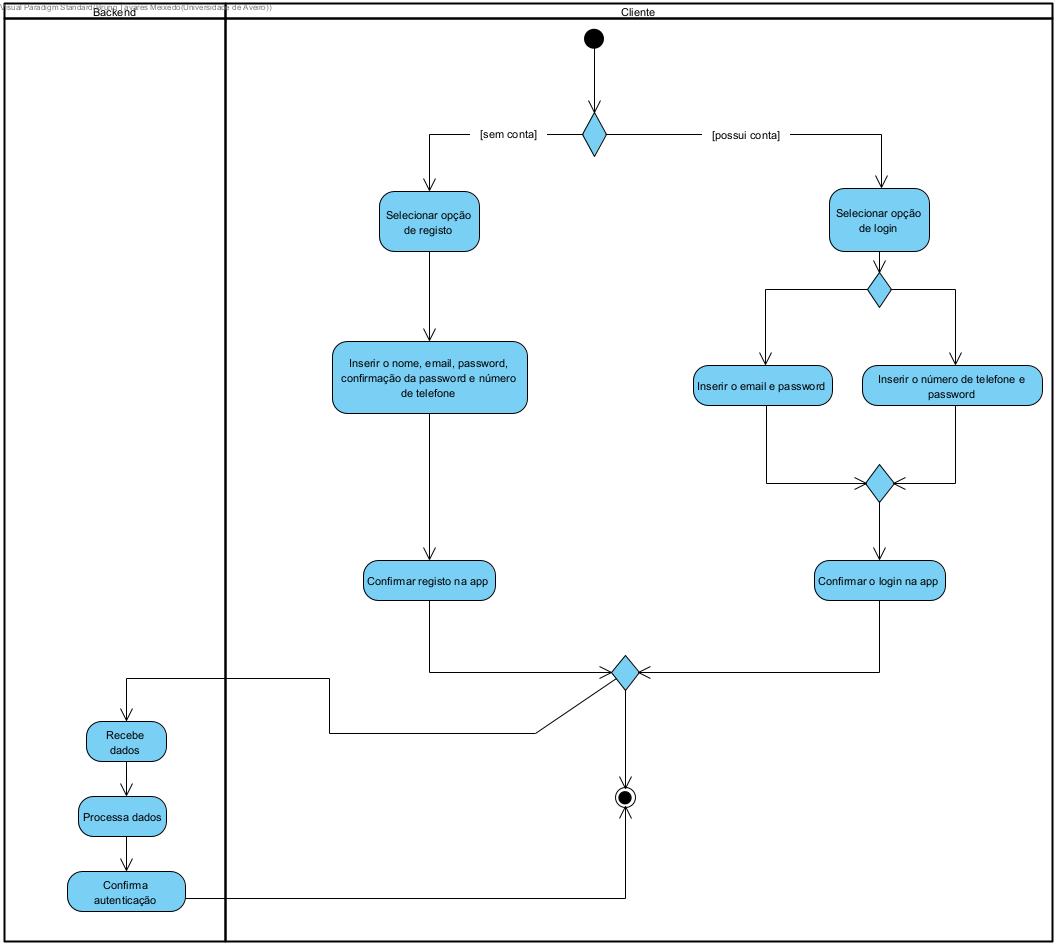 Visual Paradigm Standard(Bruno Tavares Meixedo(Universidade de Aveiro))
Backend
Cliente
[sem conta]
[possui conta]
Selecionar opção
de registo
Selecionar opção
de login
Inserir o nome, email, password,
confirmação da password e número
de telefone
Inserir o email e password
Inserir o número de telefone e
password
Confirmar registo na app
Confirmar o login na app
Recebe
dados
Processa dados
Confirma
autenticação